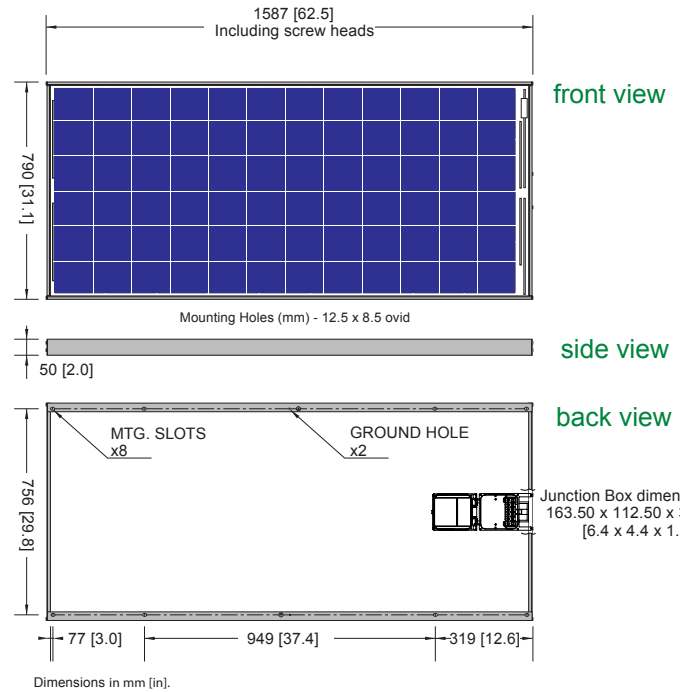 1587 [62.5]
Including screw heads
front view
790 [31.1]
Mounting Holes (mm) - 12.5 x 8.5 ovid
side view
50 [2.0]
back view
MTG. SLOTS
x8
GROUND HOLE
x2
756 [29.8]
Junction Box dimen
163.50 x 112.50 x
[6.4 x 4.4 x 1.
77 [3.0]
949 [37.4]
319 [12.6]
Dimensions in mm [in].